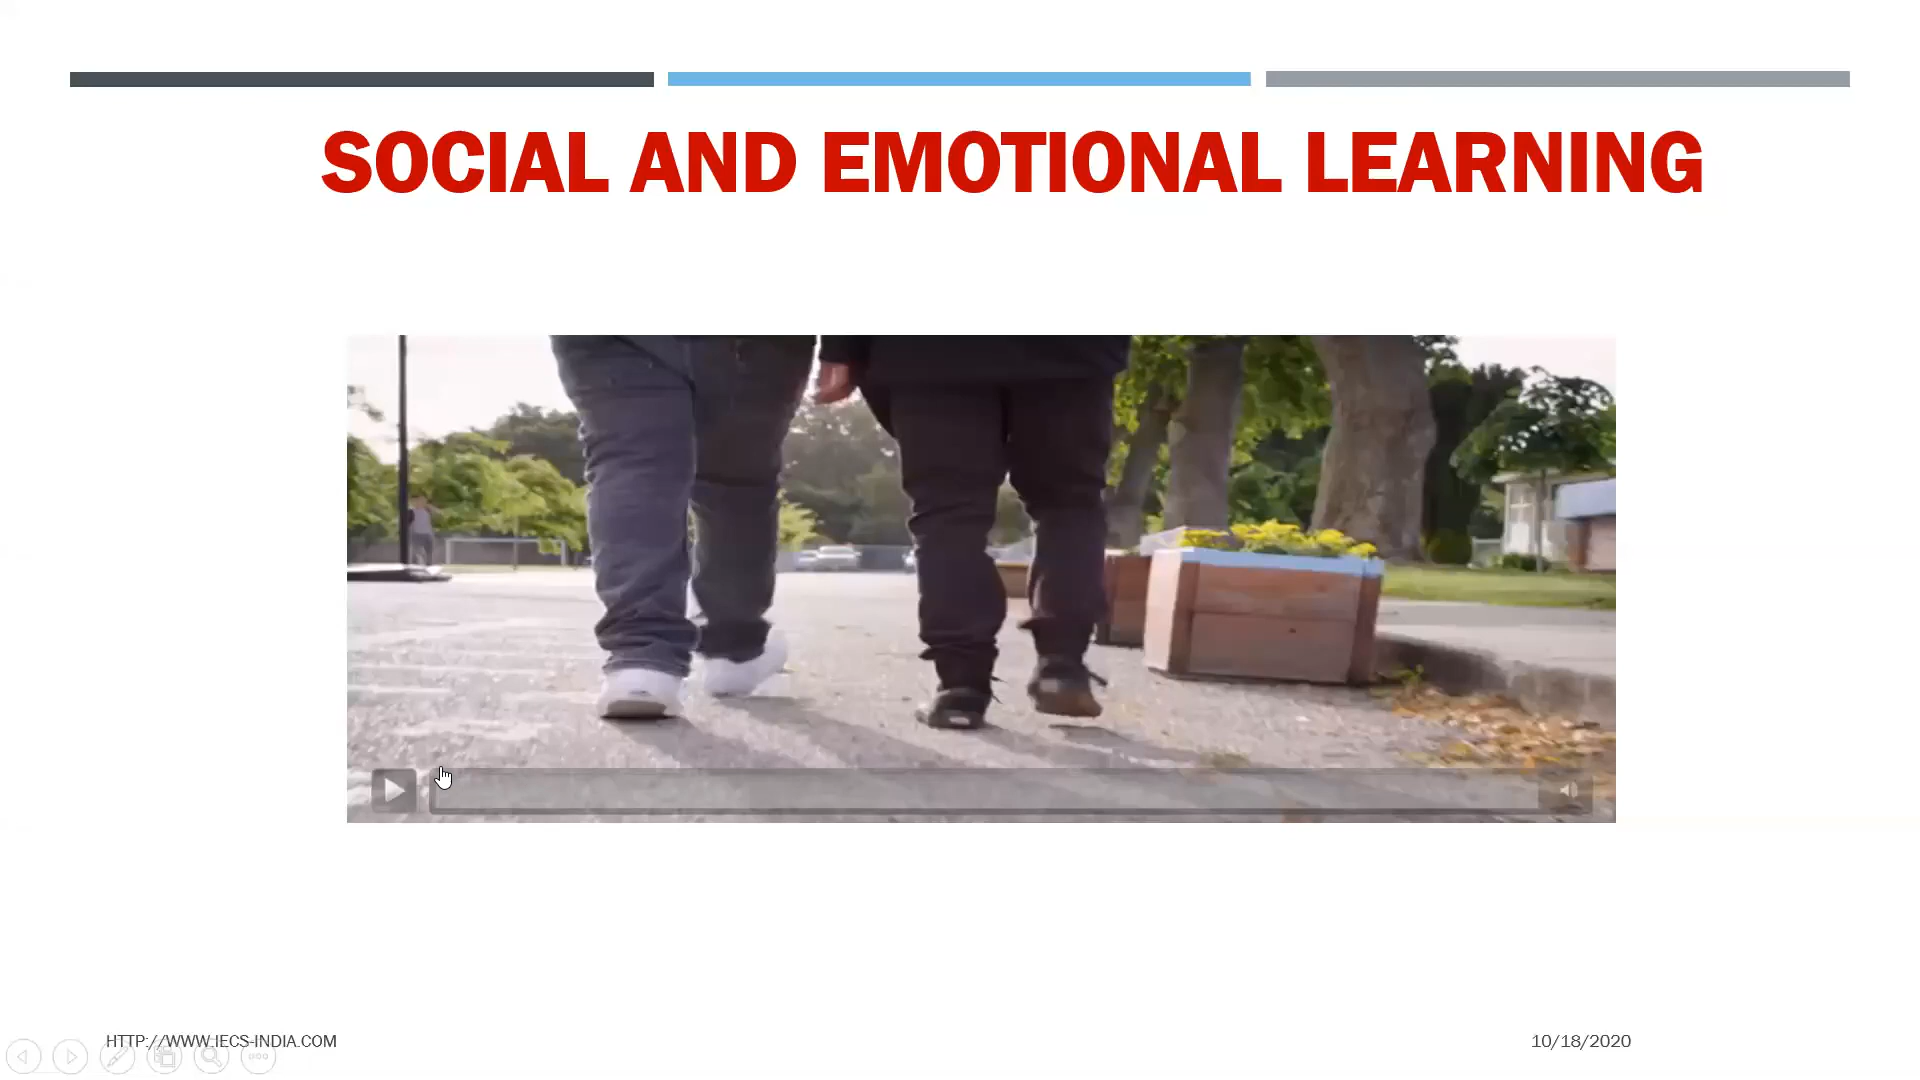 SOCIAL AND EMOTIONAL LEARNING
HTTP://WWW.IECS-INDIA.COM
10/18/2020